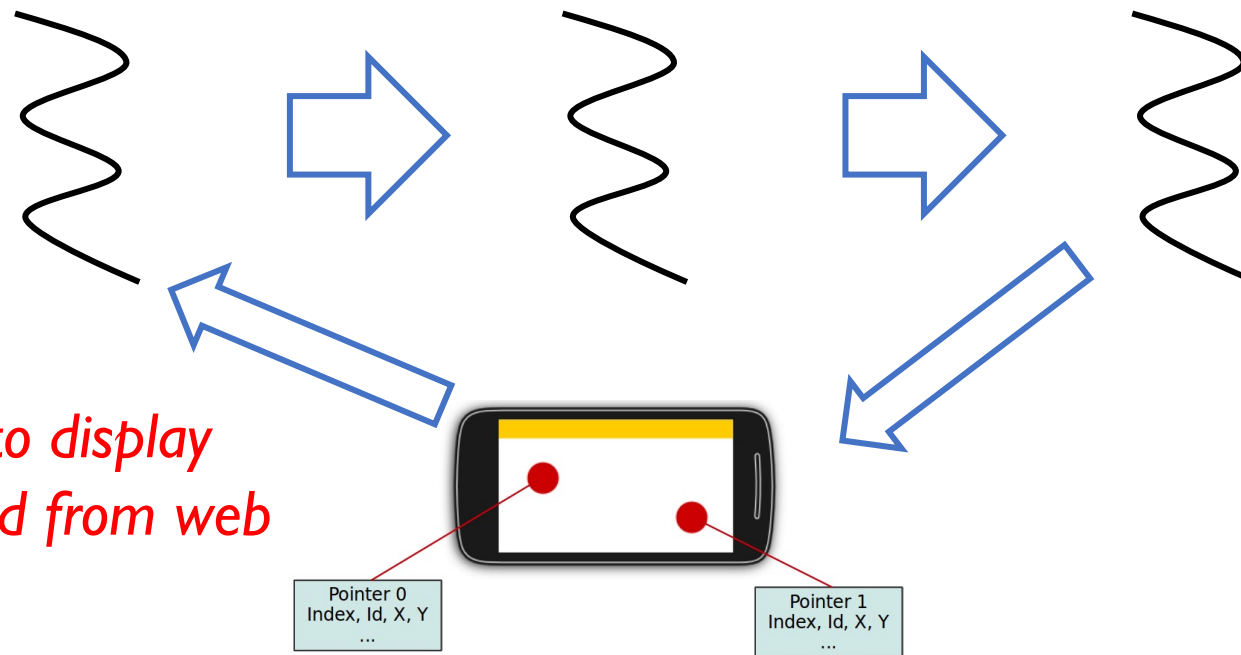 to display
d from web
Pointer 0
Index, Id, X, Y
...
Pointer 1
Index, Id, X, Y
...